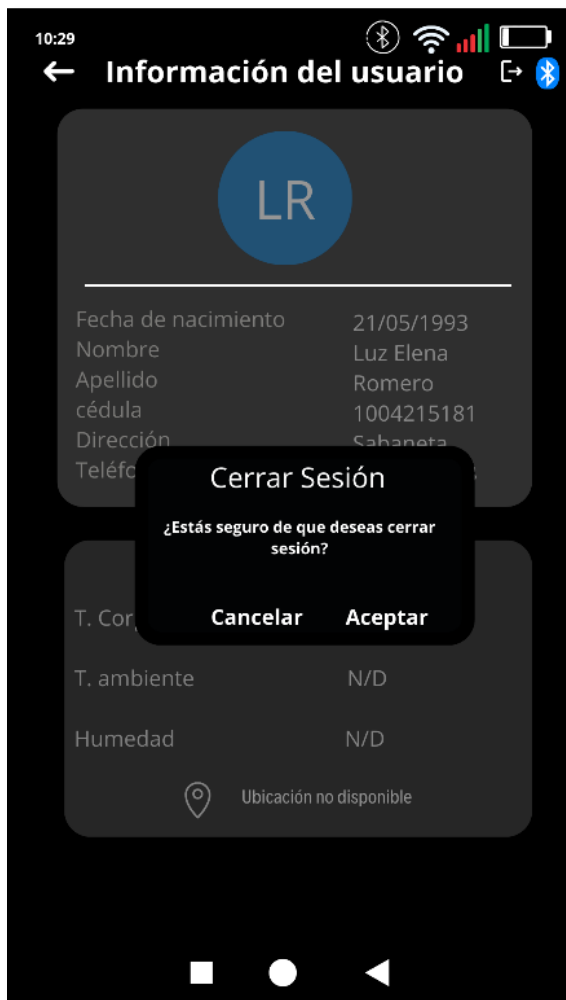 10:29
Información del usuario
LR
Fecha de nacimiento 21/05/1993
Nombre Luz Elena
Apellido Romero
cédula 1004215181
Dirección Sabaneta
Cerrar Sesión
¿Estás seguro de que deseas cerrar
sesión?
Cancelar Aceptar
T. ambiente N/D
Humedad N/D
Ubicación no disponible